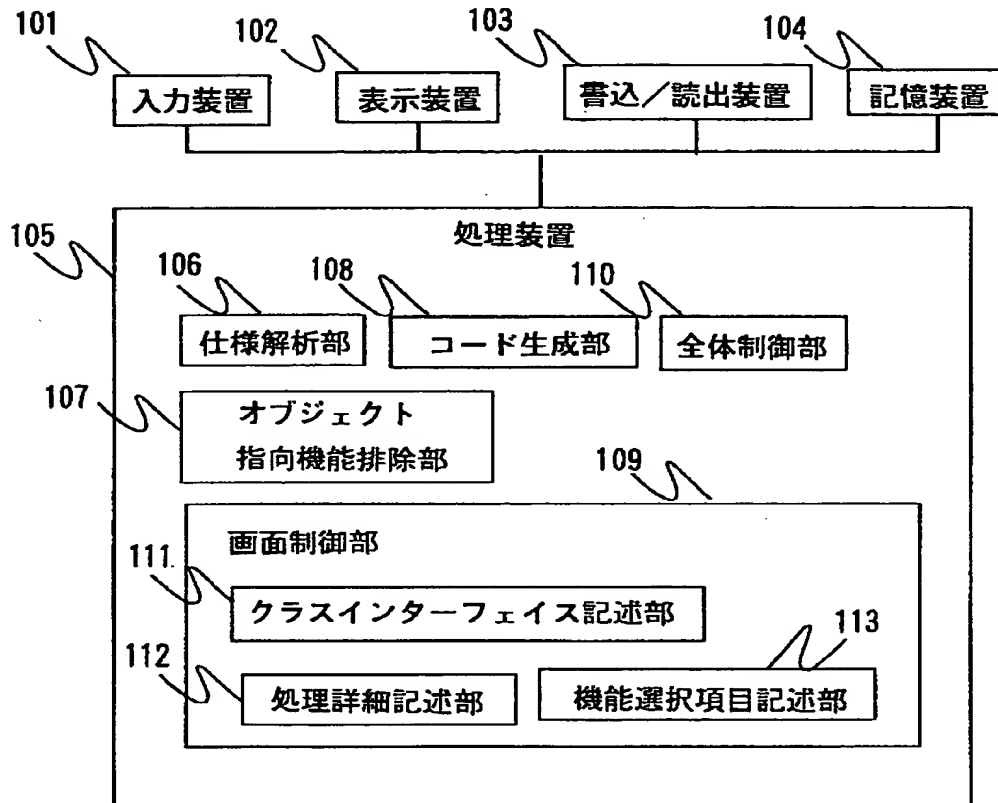 101
102
103
104
入力装置
表示装置
書込／読出装置
記憶装置
105
処理装置
106
108
110
仕様解析部
コード生成部
全体制御部
107
オブジェクト
指向機能排除部
109
画面制御部
111
クラスインターフェイス記述部
112
113
処理詳細記述部
機能選択項目記述部